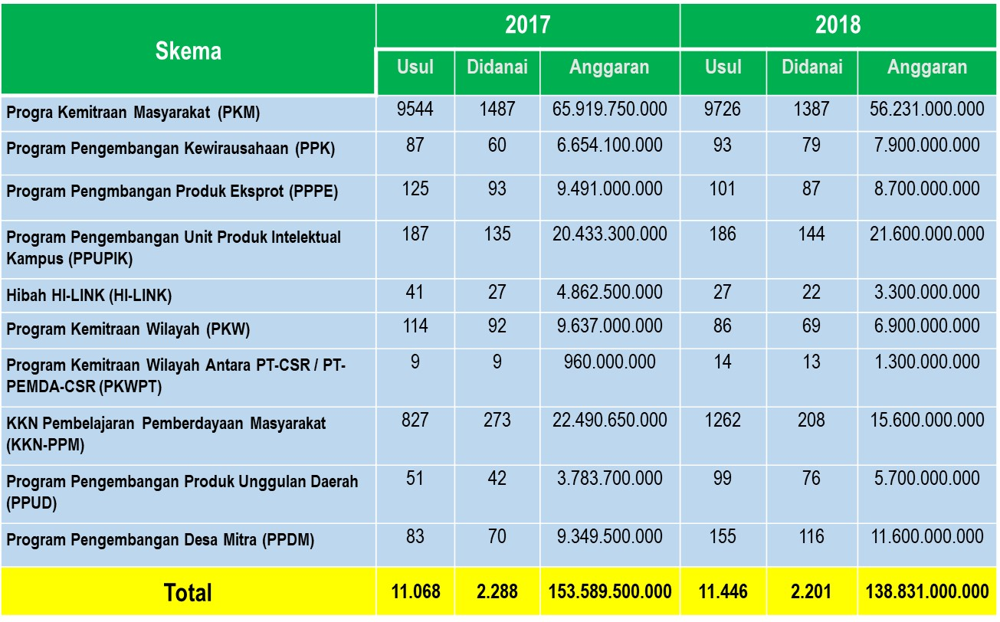 Skema 2017 2018
Usul Didanai Anggaran Usul Didanai Anggaran
Progra Kemitraan Masyarakat (PKM) 9544 1487 65.919.750.000 9726 1387 56.231.000.000
Program Pengembangan Kewirausahaan (PPK) 87 60 6.654.100.000 93 79 7.900.000.000
Program Pengmbangan Produk Eksprot (PPPE) 125 93 9.491.000.000 101 87 8.700.000.000
Program Pengembangan Unit Produk Intelektual 187 135 20.433.300.000 186 144 21.600.000.000
Kampus (PPUPIK)
Hibah HI-LINK (HI-LINK) 41 27 4.862.500.000 27 22 3.300.000.000
Program Kemitraan Wilayah (PKW) 114 92 9.637.000.000 86 69 6.900.000.000
Program Kemitraan Wilayah Antara PT-CSR / PT- 9 9 960.000.000 14 13 1.300.000.000
PEMDA-CSR (PKWPT)
KKN Pembelajaran Pemberdayaan Masyarakat 827 273 22.490.650.000 1262 208 15.600.000.000
(KKN-PPM)
Program Pengembangan Produk Unggulan Daerah 51 42 3.783.700.000 99 76 5.700.000.000
(PPUD)
Program Pengembangan Desa Mitra (PPDM) 83 70 9.349.500.000 155 116 11.600.000.000
Total 11.068 2.288 153.589.500.000 11.446 2.201 138.831.000.000